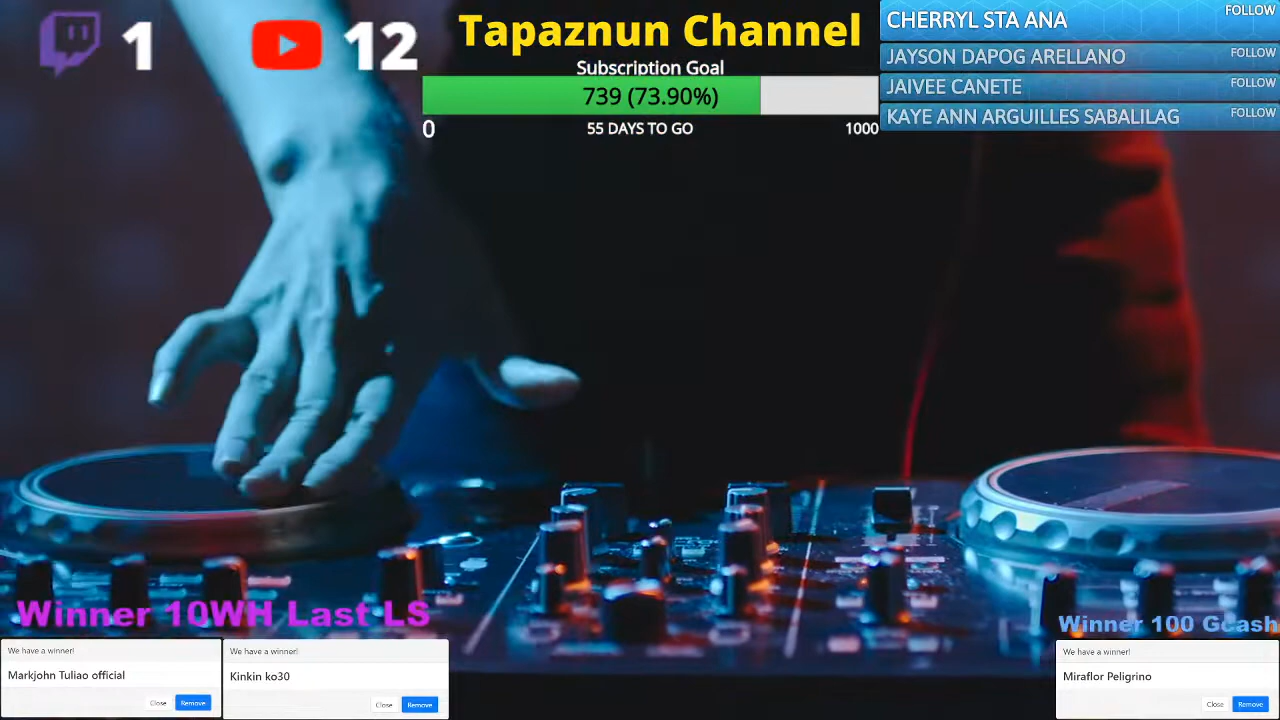 1
12
Tapaznun Channel
Subscription Goal
739 (73.90%)
0
55 DAYS TO GO
1000
CHERRYL STA ANA
FOLLOW
JAYSON DAPOG ARELLANO
FOLLOW
JAIVEE CANETE
FOLLOW
KAYE ANN ARGUILLES SABALILAG
FOLLOW
Winner 10WH Last LS
We have a winner!
Markjohn Tuliao official
Close
Remove
We have a winner!
Kinkin ko30
Close
Remove
Winner 100 Gcash
We have a winner!
Miraflor Peligrino
Close
Remove